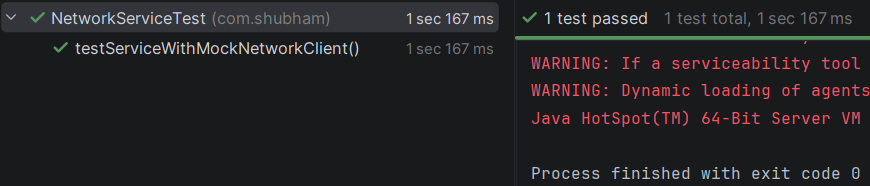 NetworkServiceTest (com.shubham) 1 sec 167 ms
testServiceWithMockNetworkClient() 1 sec 167 ms
1 test passed 1 test total, 1 sec 167 ms
WARNING: If a serviceability tool
WARNING: Dynamic loading of agents
Java HotSpot(TM) 64-Bit Server VM
Process finished with exit code 0